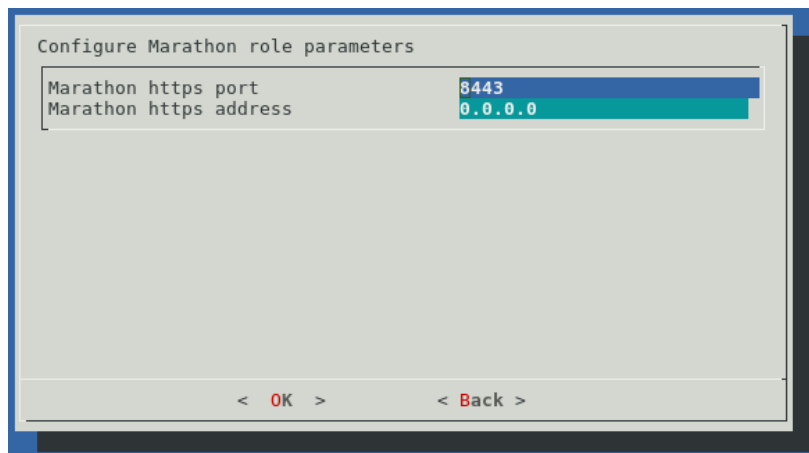 Configure Marathon role parameters
Marathon https port 8443
Marathon https address 0.0.0.0
< OK > < Back >